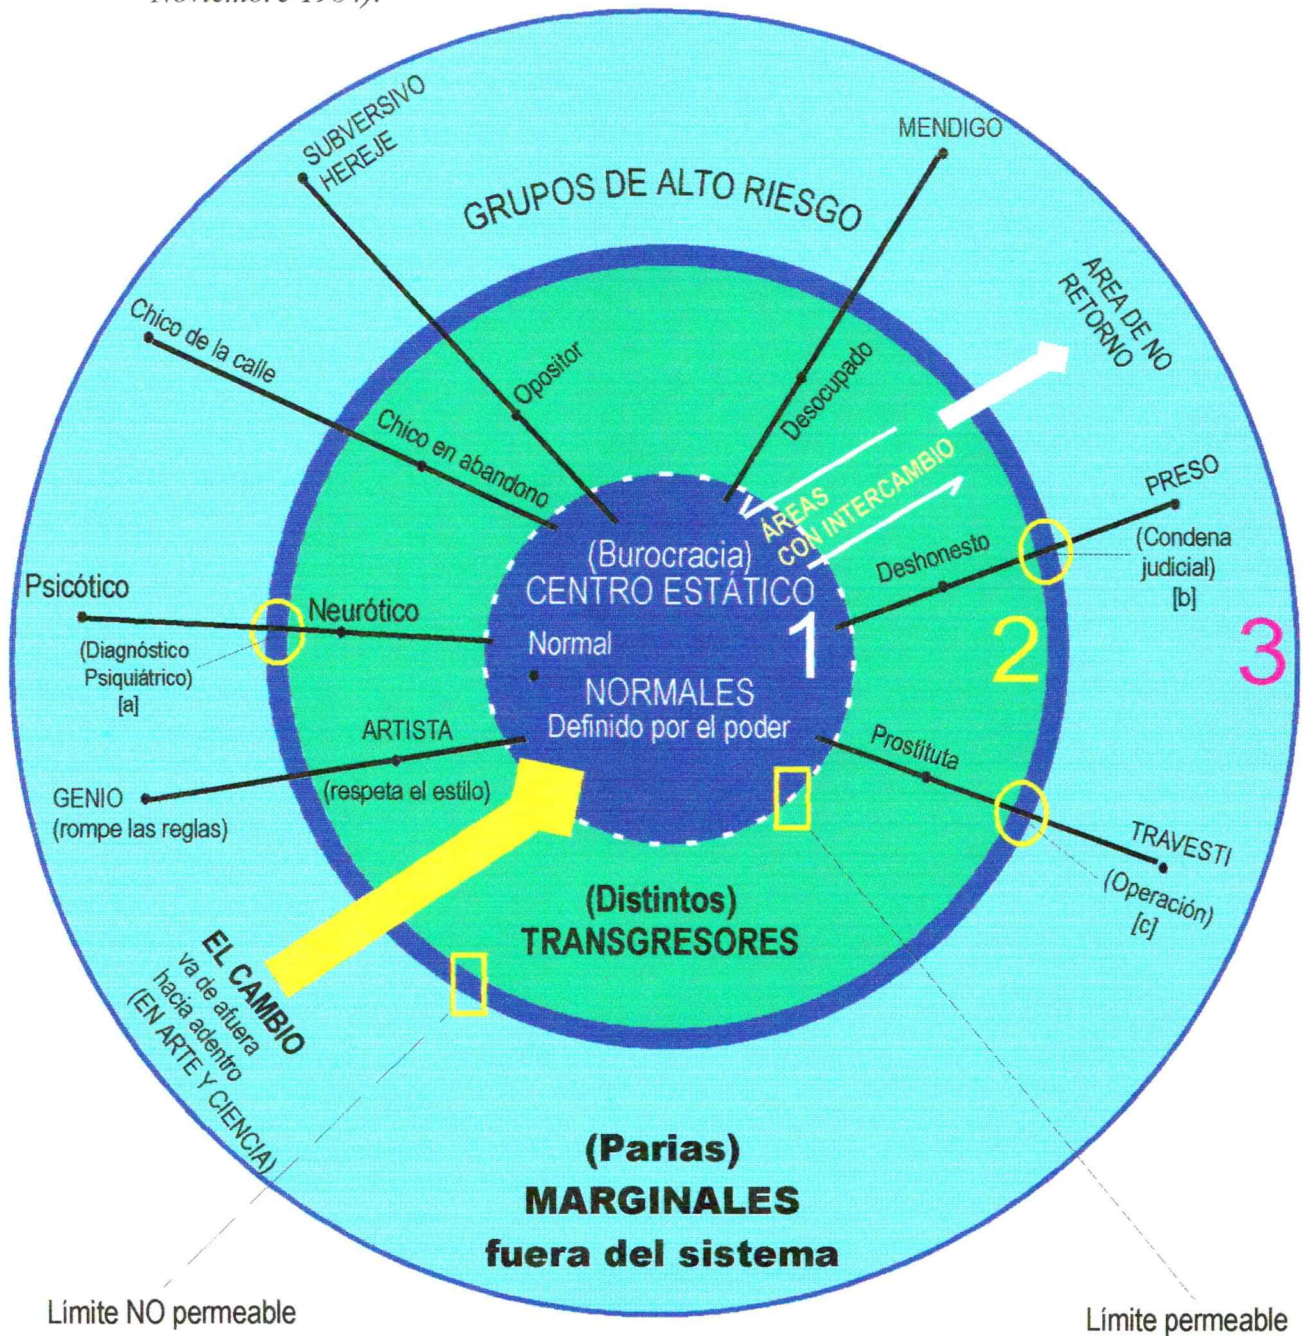 Noviembre 1984).
SUBVERSIVO
HEREJE
MENDIGO
GRUPOS DE ALTO RIESGO
AREA DE NO
RETORNO
Chico de la calle
Opositor
Desocupado
Chico en abandono
ÁREAS
CON INTERCAMBIO
PRESO
(Condena
judicial)
[b]
Deshonesto
(Burocracia)
CENTRO ESTÁTICO
Psicótico
Neurótico
Normal
1
2
3
(Diagnóstico
Psiquiátrico)
[a]
NORMALES
Definido por el poder
ARTISTA
(respeta el estilo)
Prostituta
GENIO
(rompe las reglas)
TRAVESTI
(Operación)
[c]
(Distintos)
TRANSGRESORES
EL CAMBIO
va de afuera
hacia adentro
(EN ARTE Y CIENCIA)
(Parias)
MARGINALES
fuera del sistema
Límite NO permeable
Límite permeable